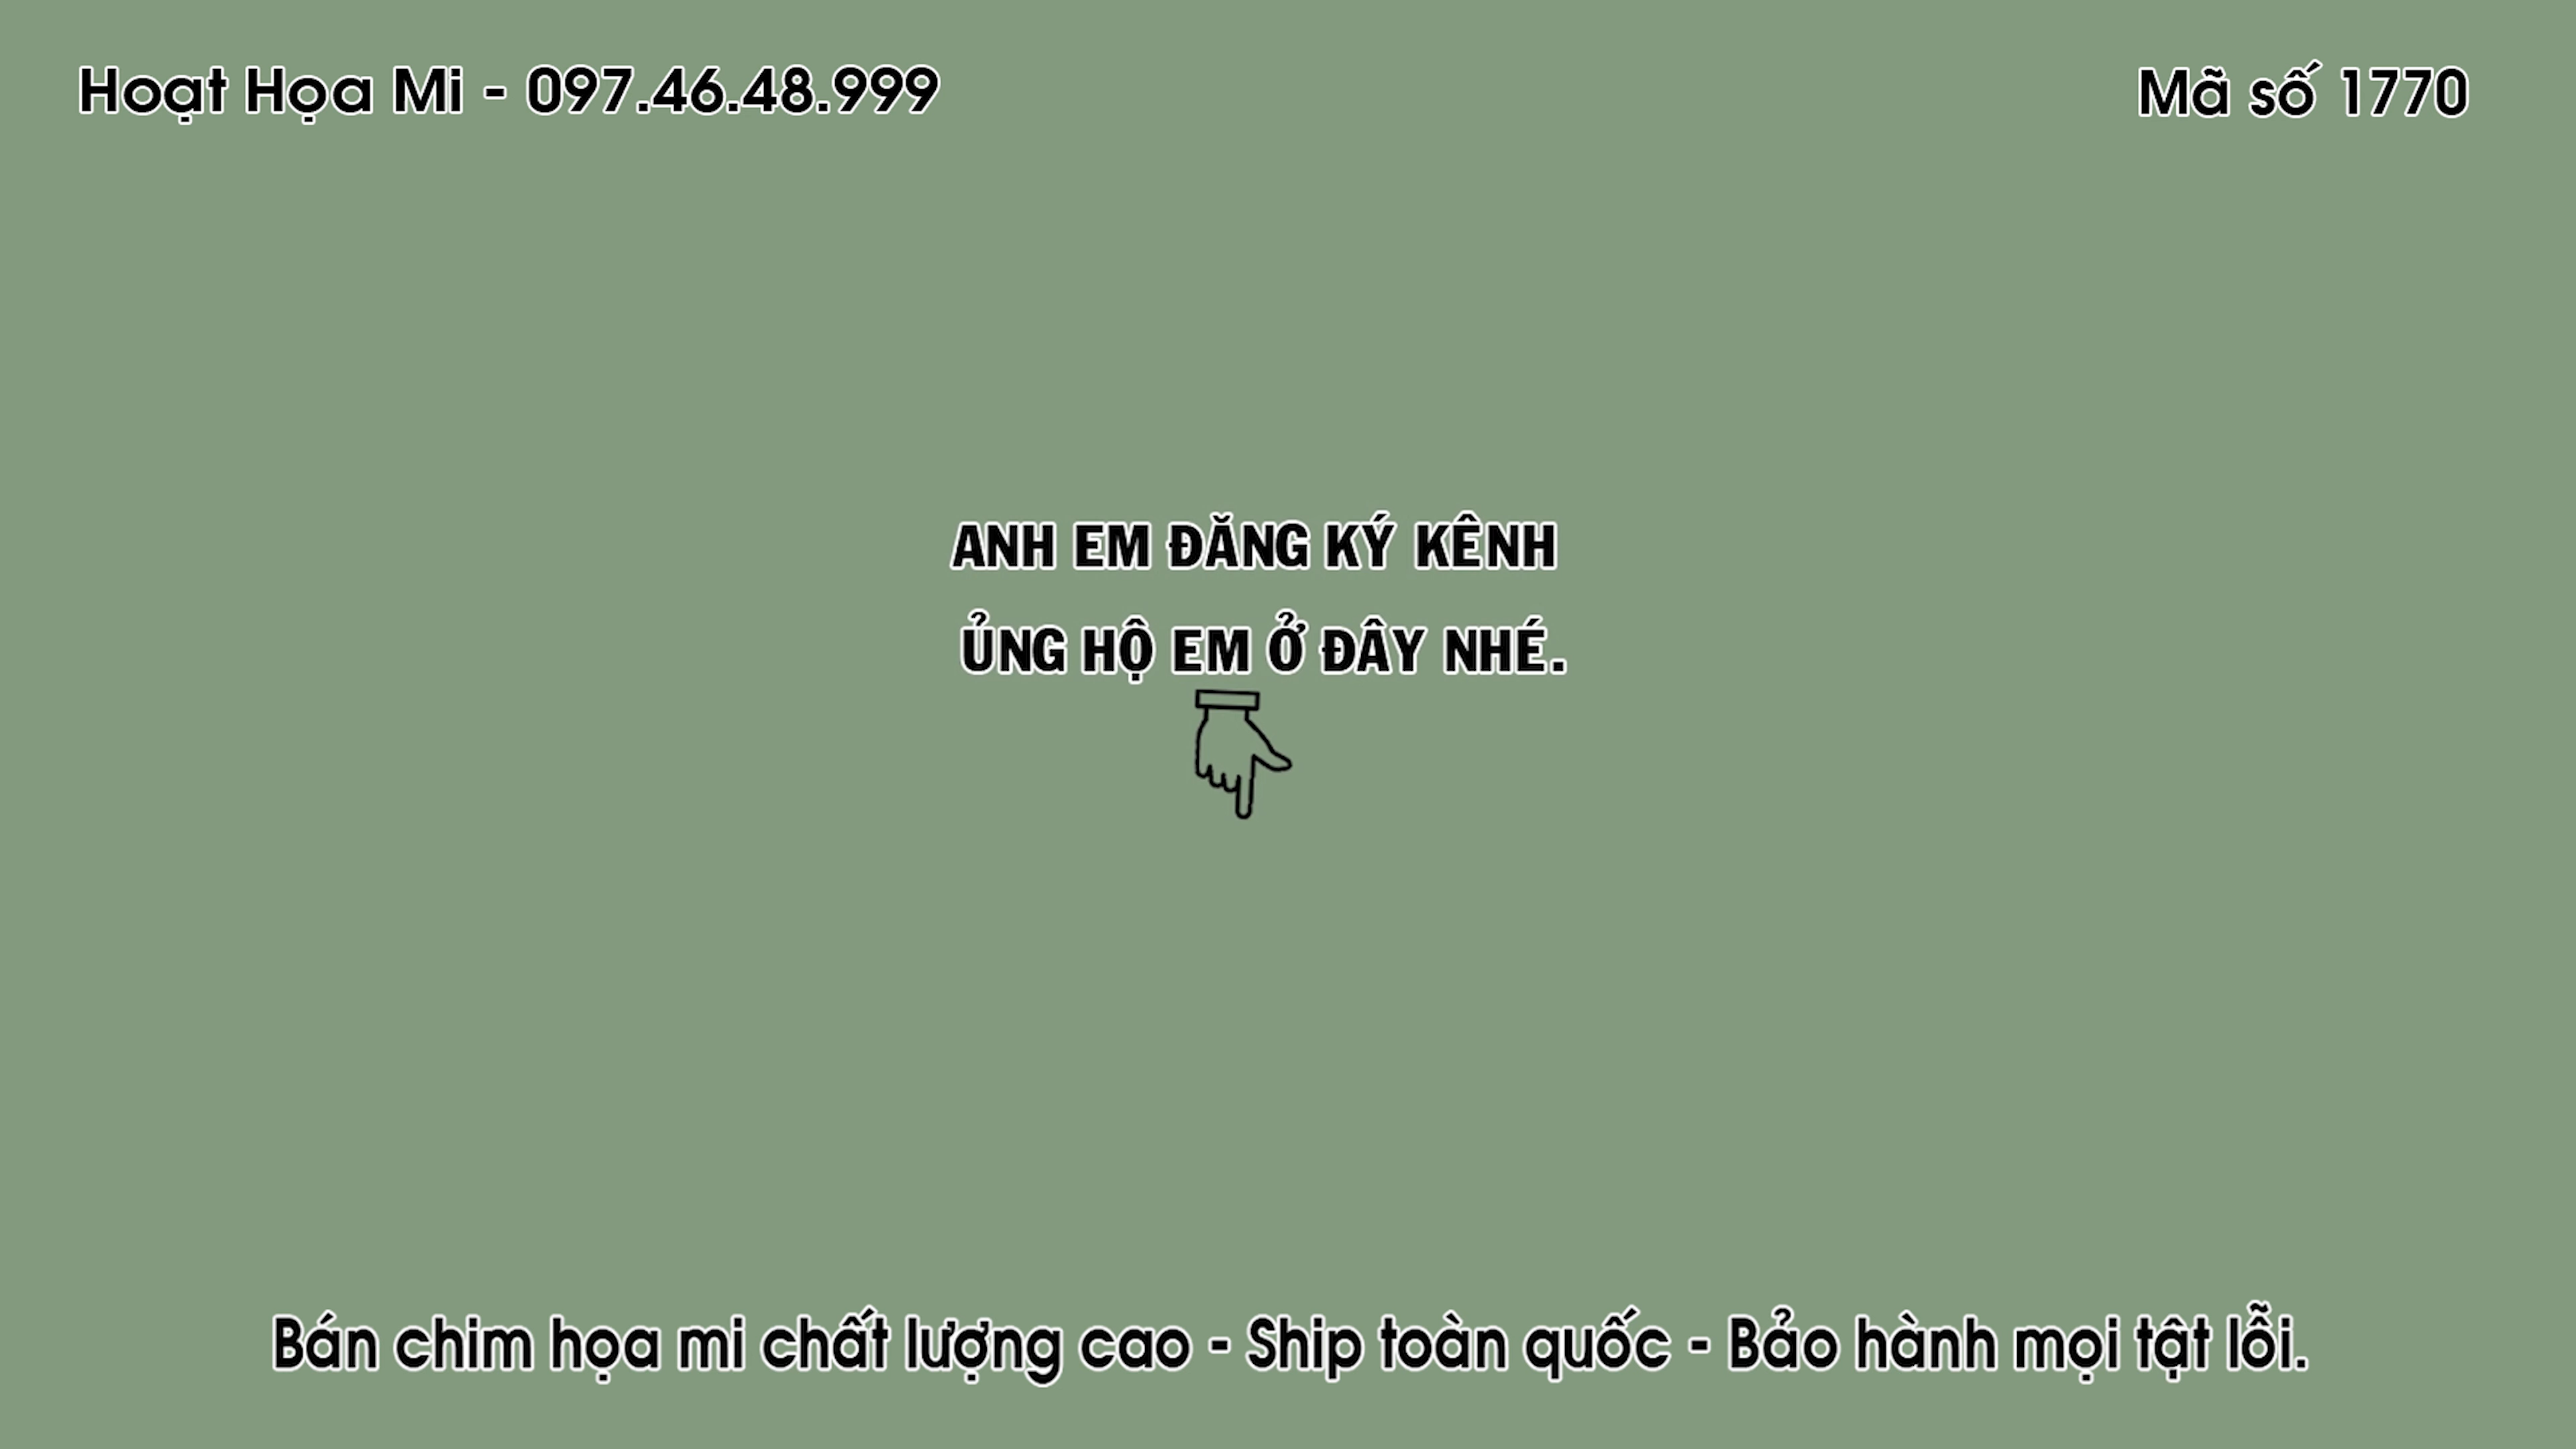 Hoạt Họa Mi - 097.46.48.999
Mã số 1770
ANH EM ĐĂNG KÝ KÊNH
ỦNG HỘ EM Ở ĐÂY NHÉ.
Bán chim họa mi chất lượng cao - Ship toàn quốc - Bảo hành mọi tật lỗi.